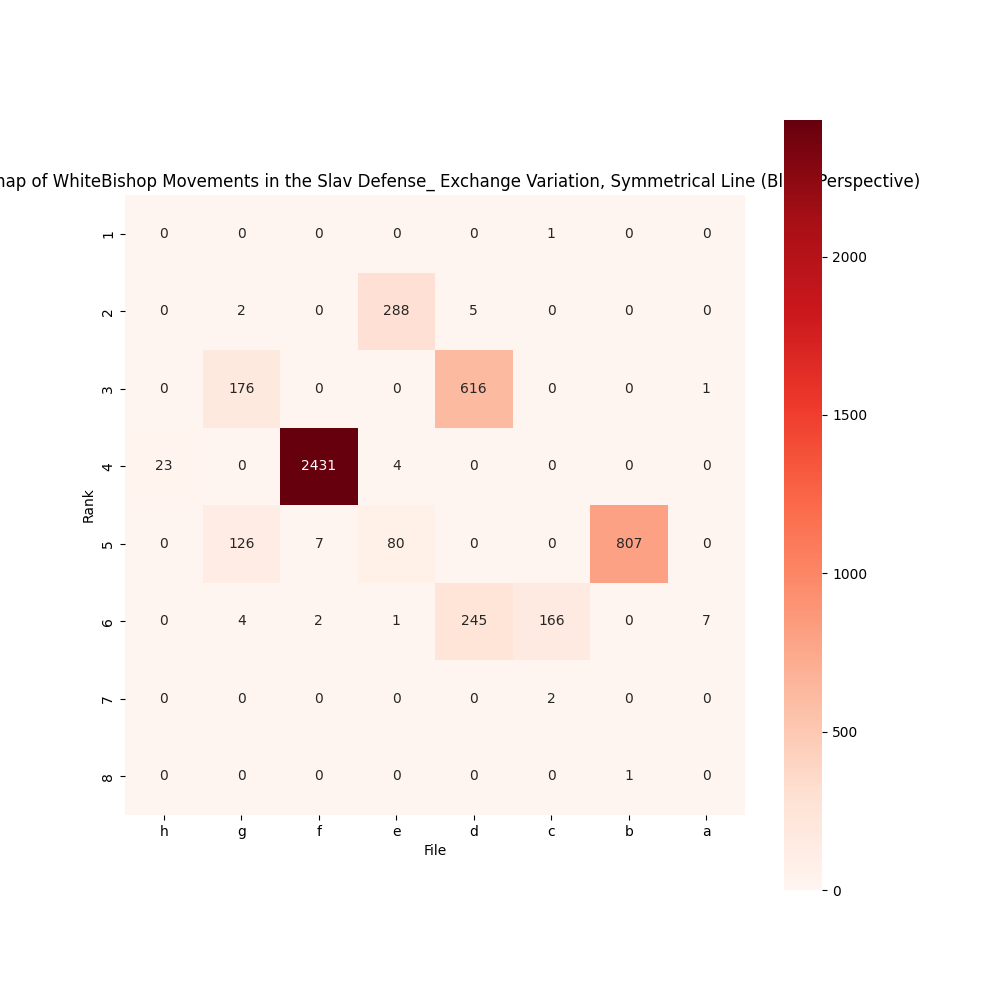 of WhiteBishop Movements in the Slav Defense_ Exchange Variation, Symmetrical Line Perspective)
Rank
1 0 0 0 0 0 1 0 0
2 0 2 0 288 5 0 0 0
3 0 176 0 0 616 0 0 1
4 23 0 2431 4 0 0 0 0
5 0 126 7 80 0 0 807 0
6 0 4 2 1 245 166 0 7
7 0 0 0 0 0 2 0 0
8 0 0 0 0 0 0 1 0
h g f e d c b a
File
2000
1500
1000
500
0